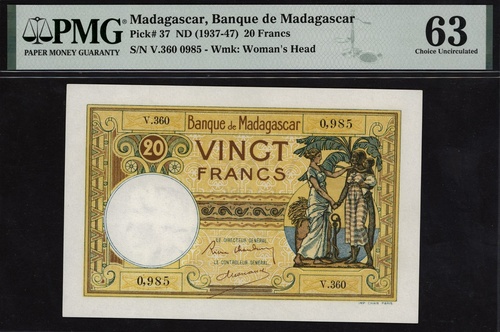 PMG
PAPER MONEY GUARANTY
Madagascar, Banque de Madagascar
Pick# 37 ND (1937-47) 20 Francs
S/N V.360 0985 - Wmk: Woman's Head
63
Choice Uncirculated
V.360
Banque de Madagascar
0,985
20
VINGT
FRANCS
LE DIRECTEUR GÉNÉRAL
LE CONTROLEUR GÉNÉRAL
0,985
V.360